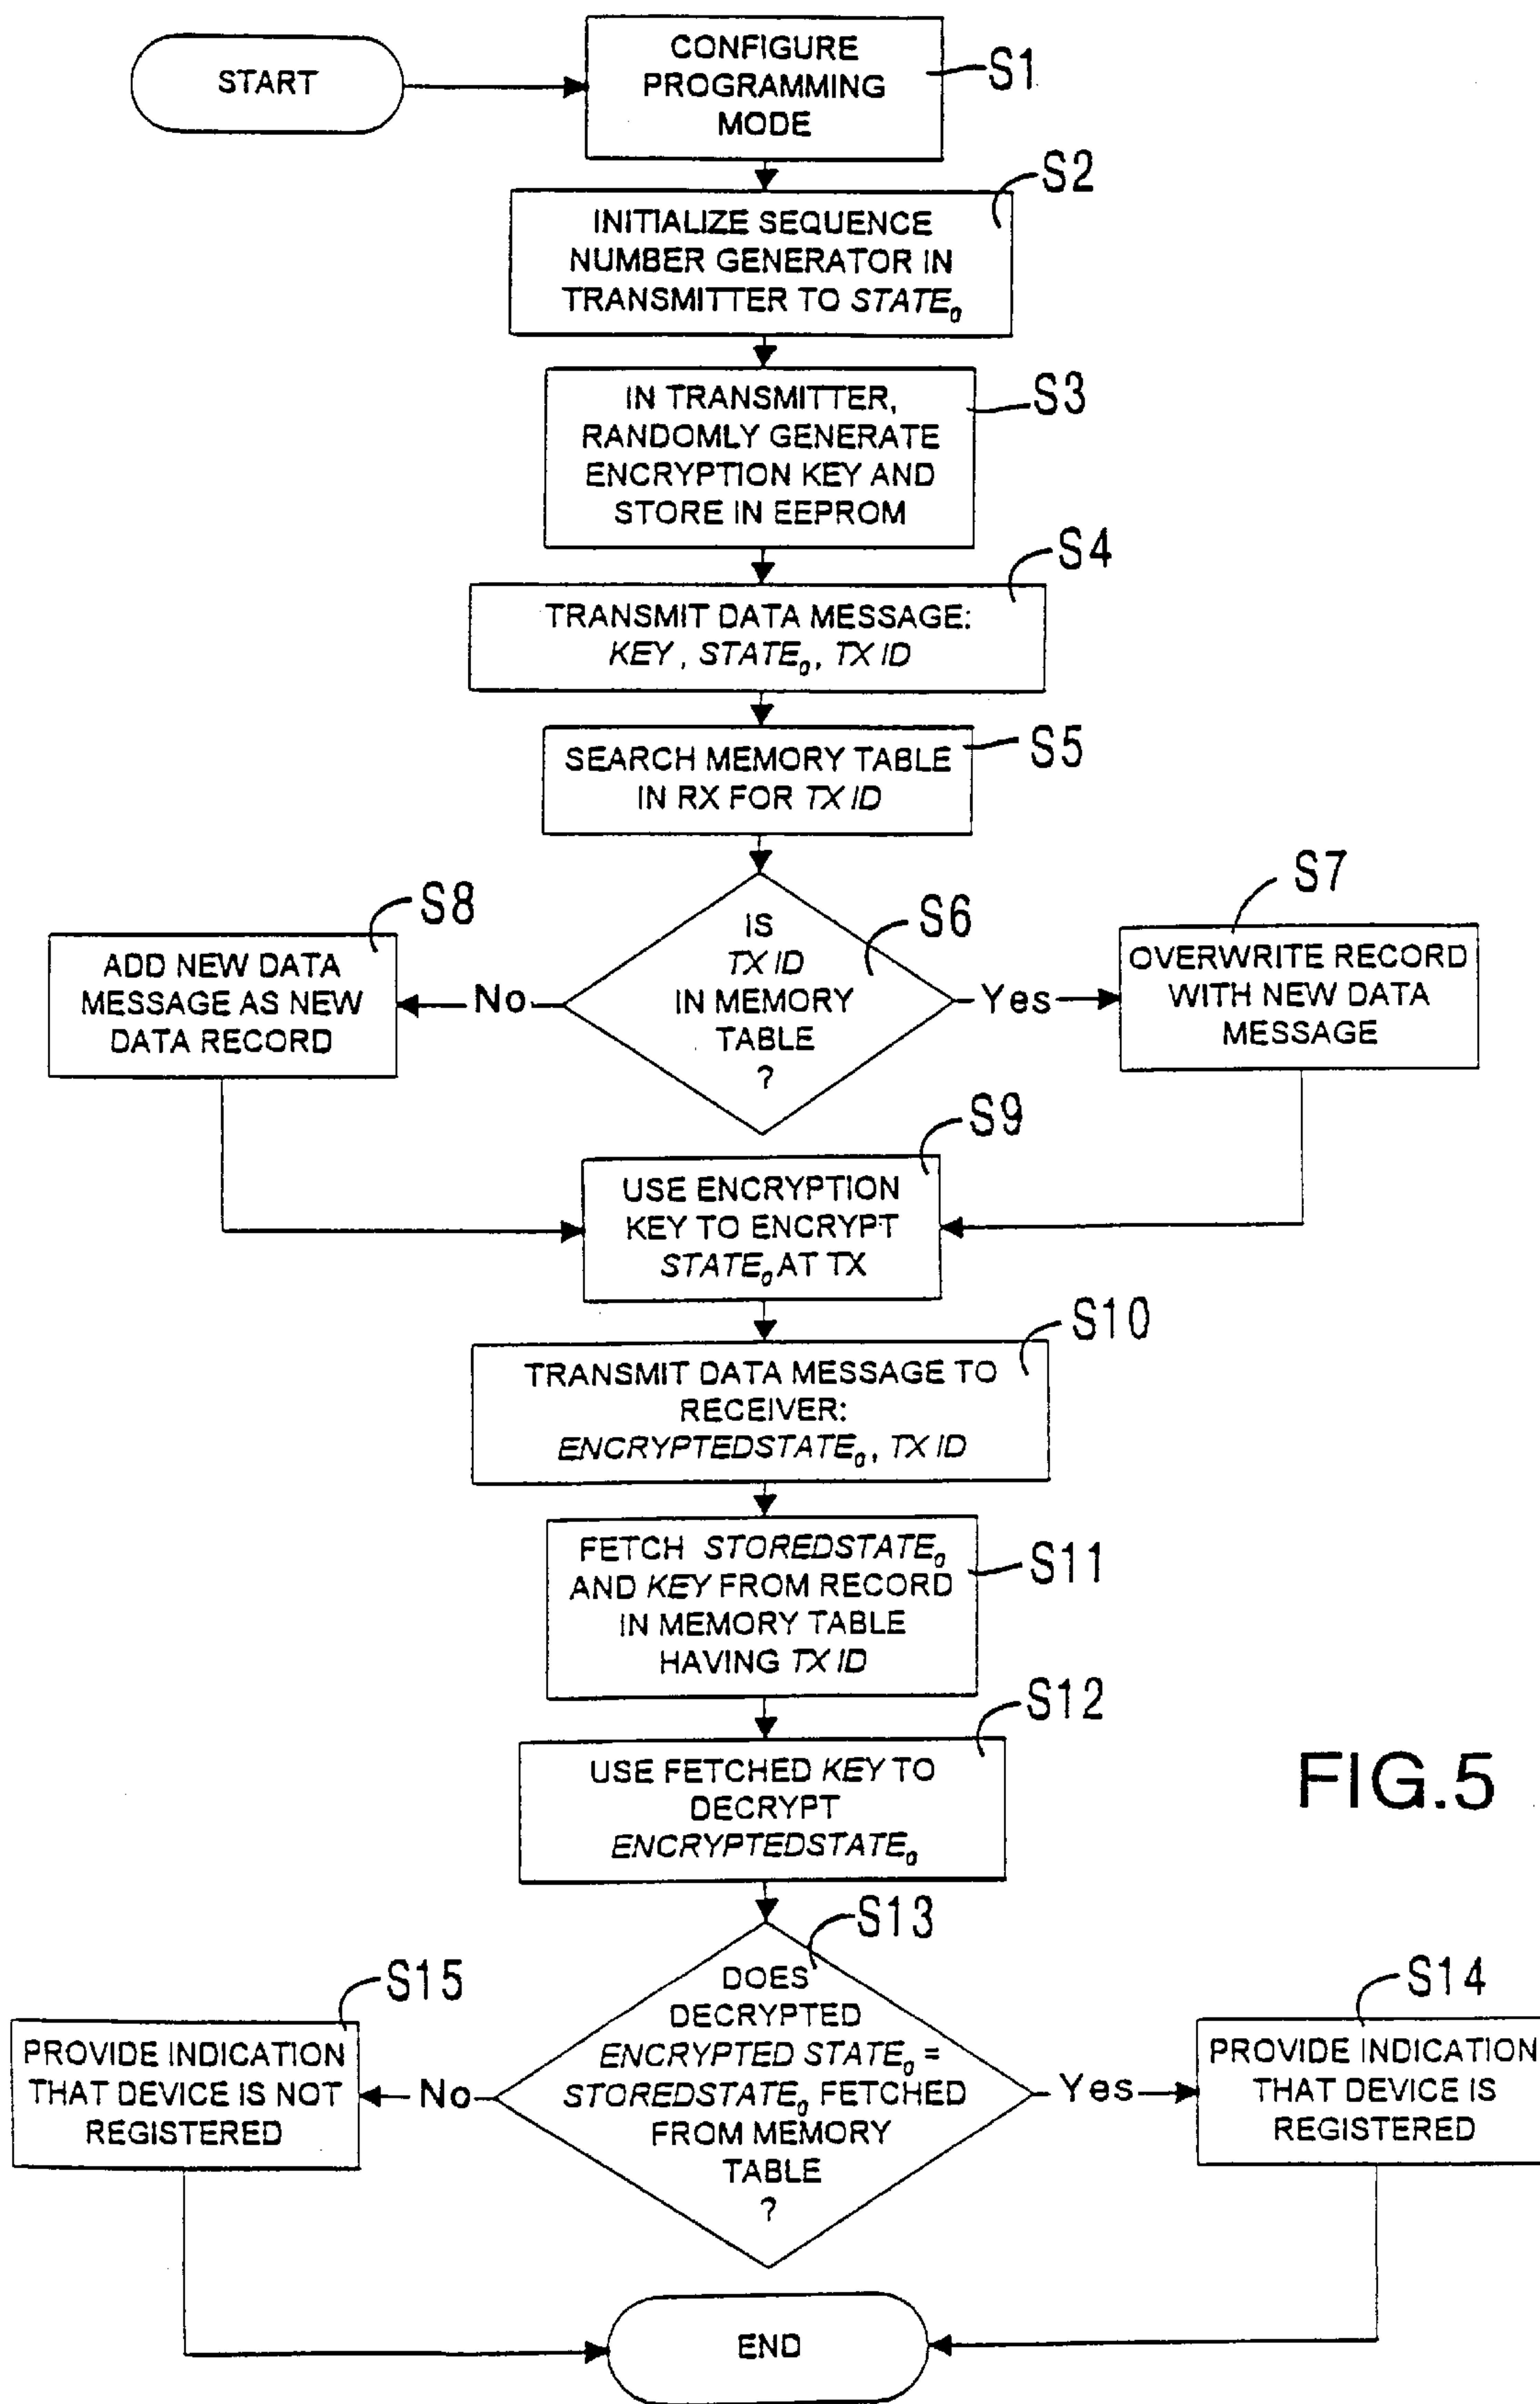 START
CONFIGURE
PROGRAMMING
MODE
S1
S2
INITIALIZE SEQUENCE
NUMBER GENERATOR IN
TRANSMITTER TO STATE₀
IN TRANSMITTER,
RANDOMLY GENERATE
ENCRYPTION KEY AND
STORE IN EEPROM
S3
S4
TRANSMIT DATA MESSAGE:
KEY, STATE₀, TX ID
SEARCH MEMORY TABLE
IN RX FOR TX ID
S5
S8
ADD NEW DATA
MESSAGE AS NEW
DATA RECORD
No
IS
TX ID
IN MEMORY
TABLE
?
S6
Yes
S7
OVERWRITE RECORD
WITH NEW DATA
MESSAGE
S9
USE ENCRYPTION
KEY TO ENCRYPT
STATE₀ AT TX
S10
TRANSMIT DATA MESSAGE TO
RECEIVER:
ENCRYPTEDSTATE₀, TX ID
FETCH STOREDSTATE₀
AND KEY FROM RECORD
IN MEMORY TABLE
HAVING TX ID
S11
S12
USE FETCHED KEY TO
DECRYPT
ENCRYPTEDSTATE₀
FIG.5
S13
DOES
DECRYPTED
ENCRYPTED STATE₀ =
STOREDSTATE₀ FETCHED
FROM MEMORY
TABLE
?
S15
PROVIDE INDICATION
THAT DEVICE IS NOT
REGISTERED
No
Yes
S14
PROVIDE INDICATION
THAT DEVICE IS
REGISTERED
END